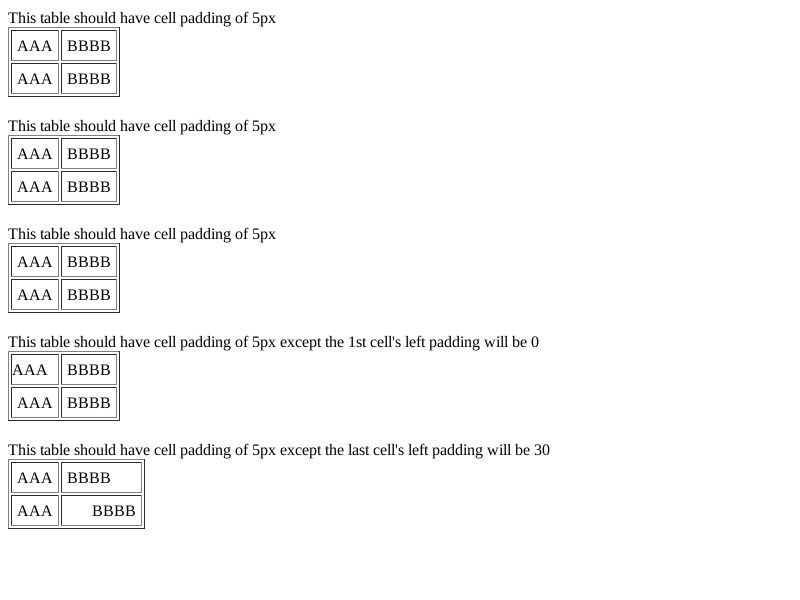 This table should have cell padding of 5px
AAA BBBB
AAA BBBB
This table should have cell padding of 5px
AAA BBBB
AAA BBBB
This table should have cell padding of 5px
AAA BBBB
AAA BBBB
This table should have cell padding of 5px except the 1st cell's left padding will be 0
AAA BBBB
AAA BBBB
This table should have cell padding of 5px except the last cell's left padding will be 30
AAA BBBB
AAA BBBB